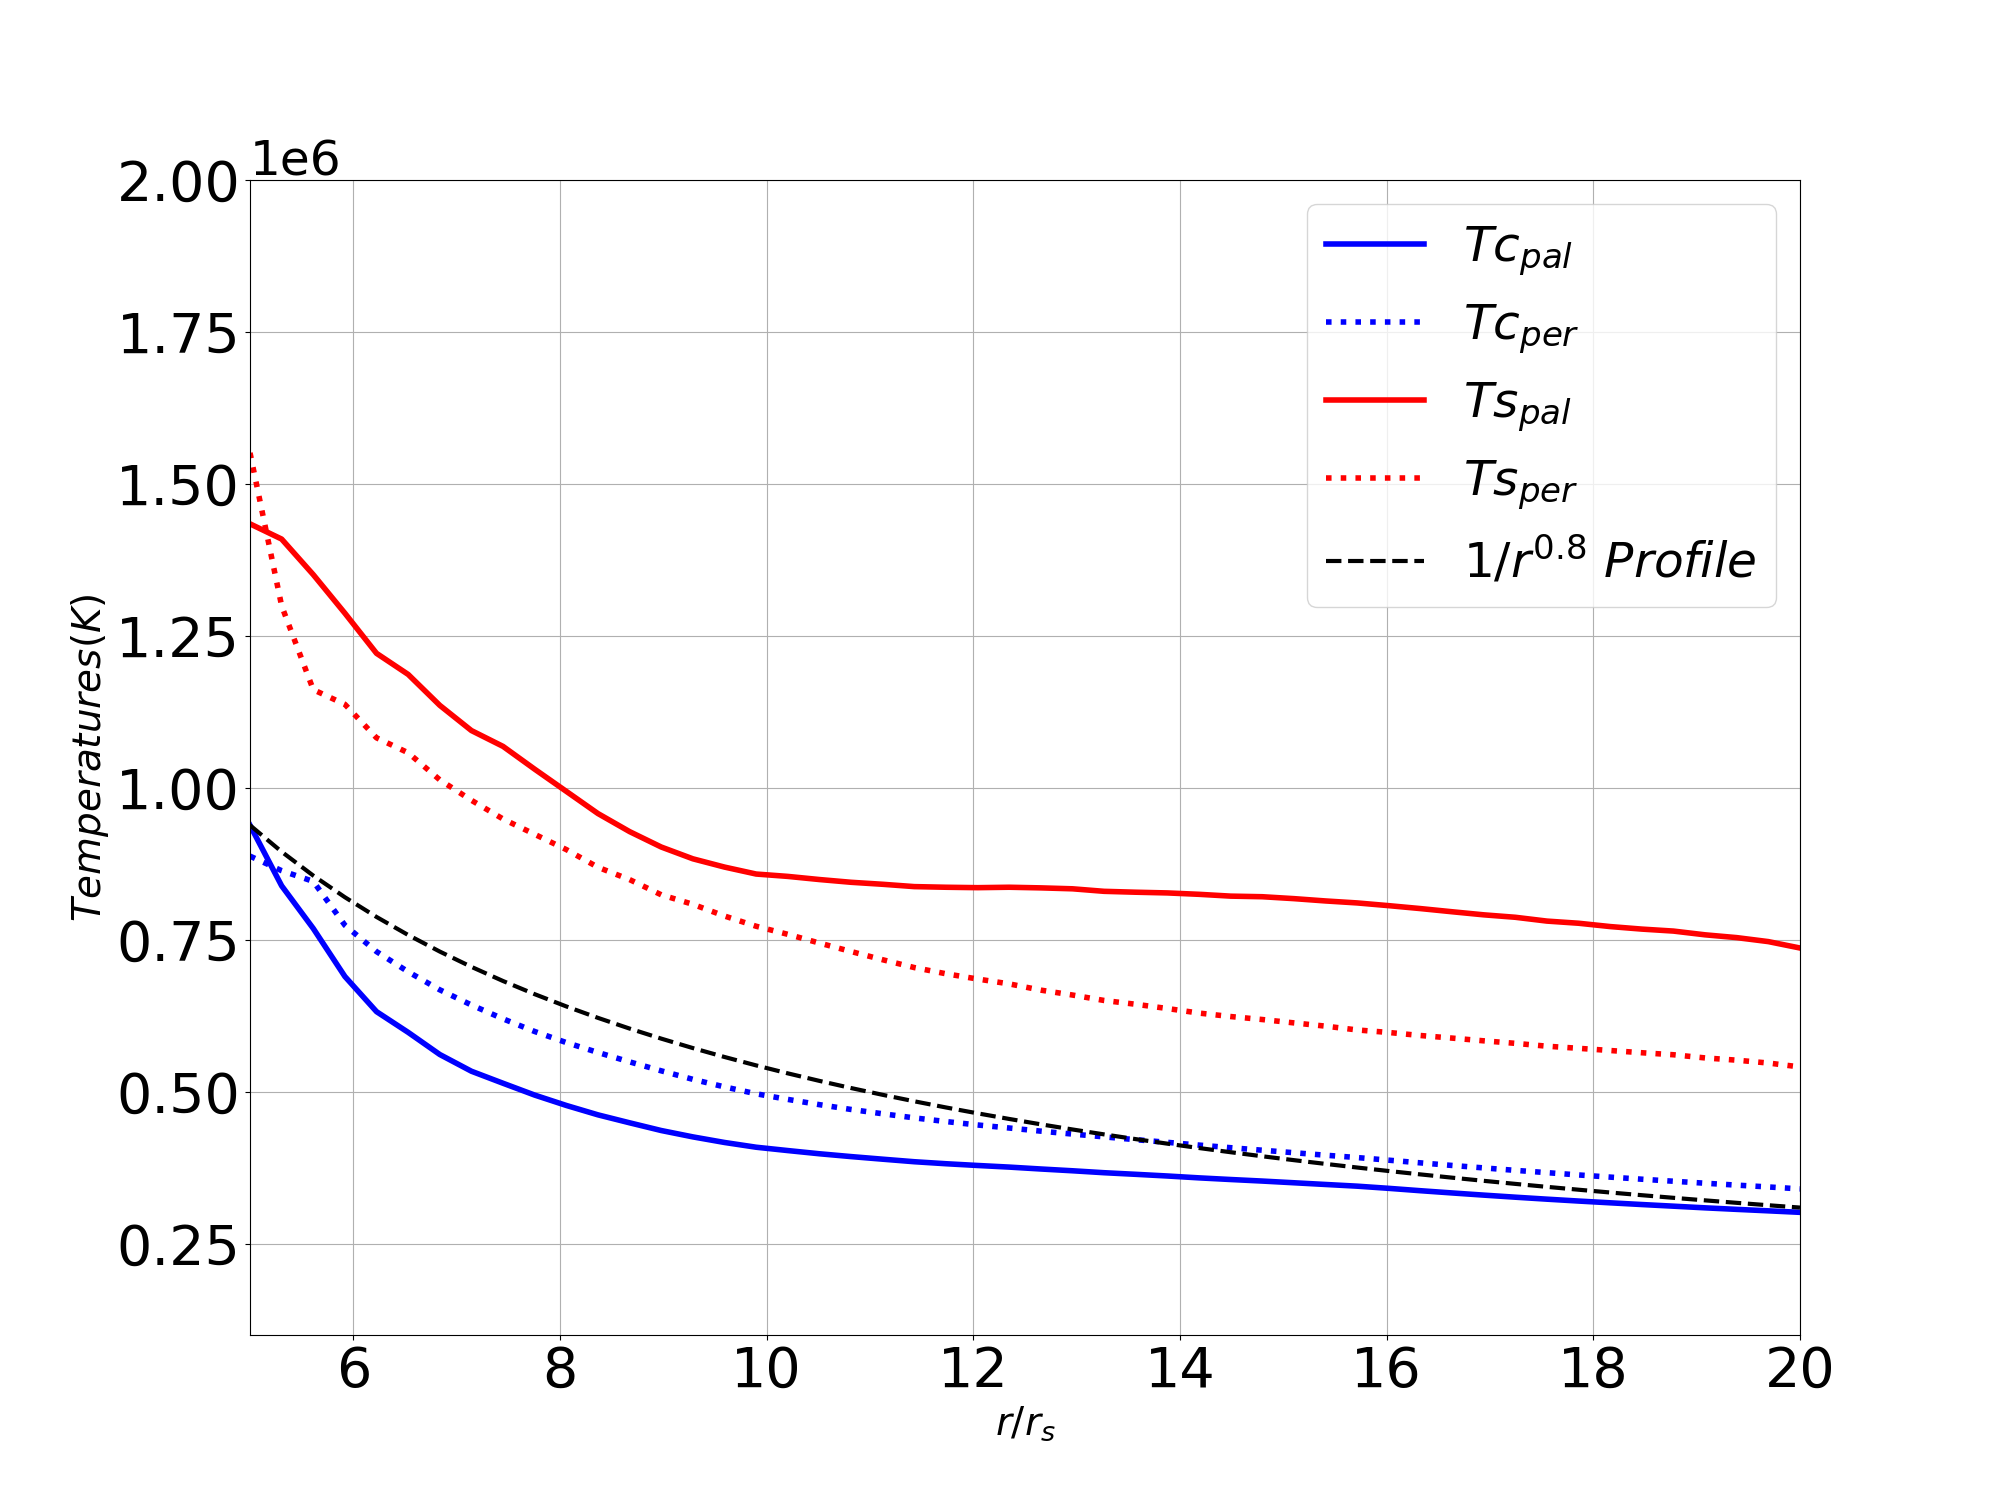 1e6
2.00
1.75
1.50
1.25
1.00
0.75
0.50
0.25
Temperatures(K)
Tc_pal
Tc_per
Ts_pal
Ts_per
1/r^0.8 Profile
6 8 10 12 14 16 18 20
r/r_s